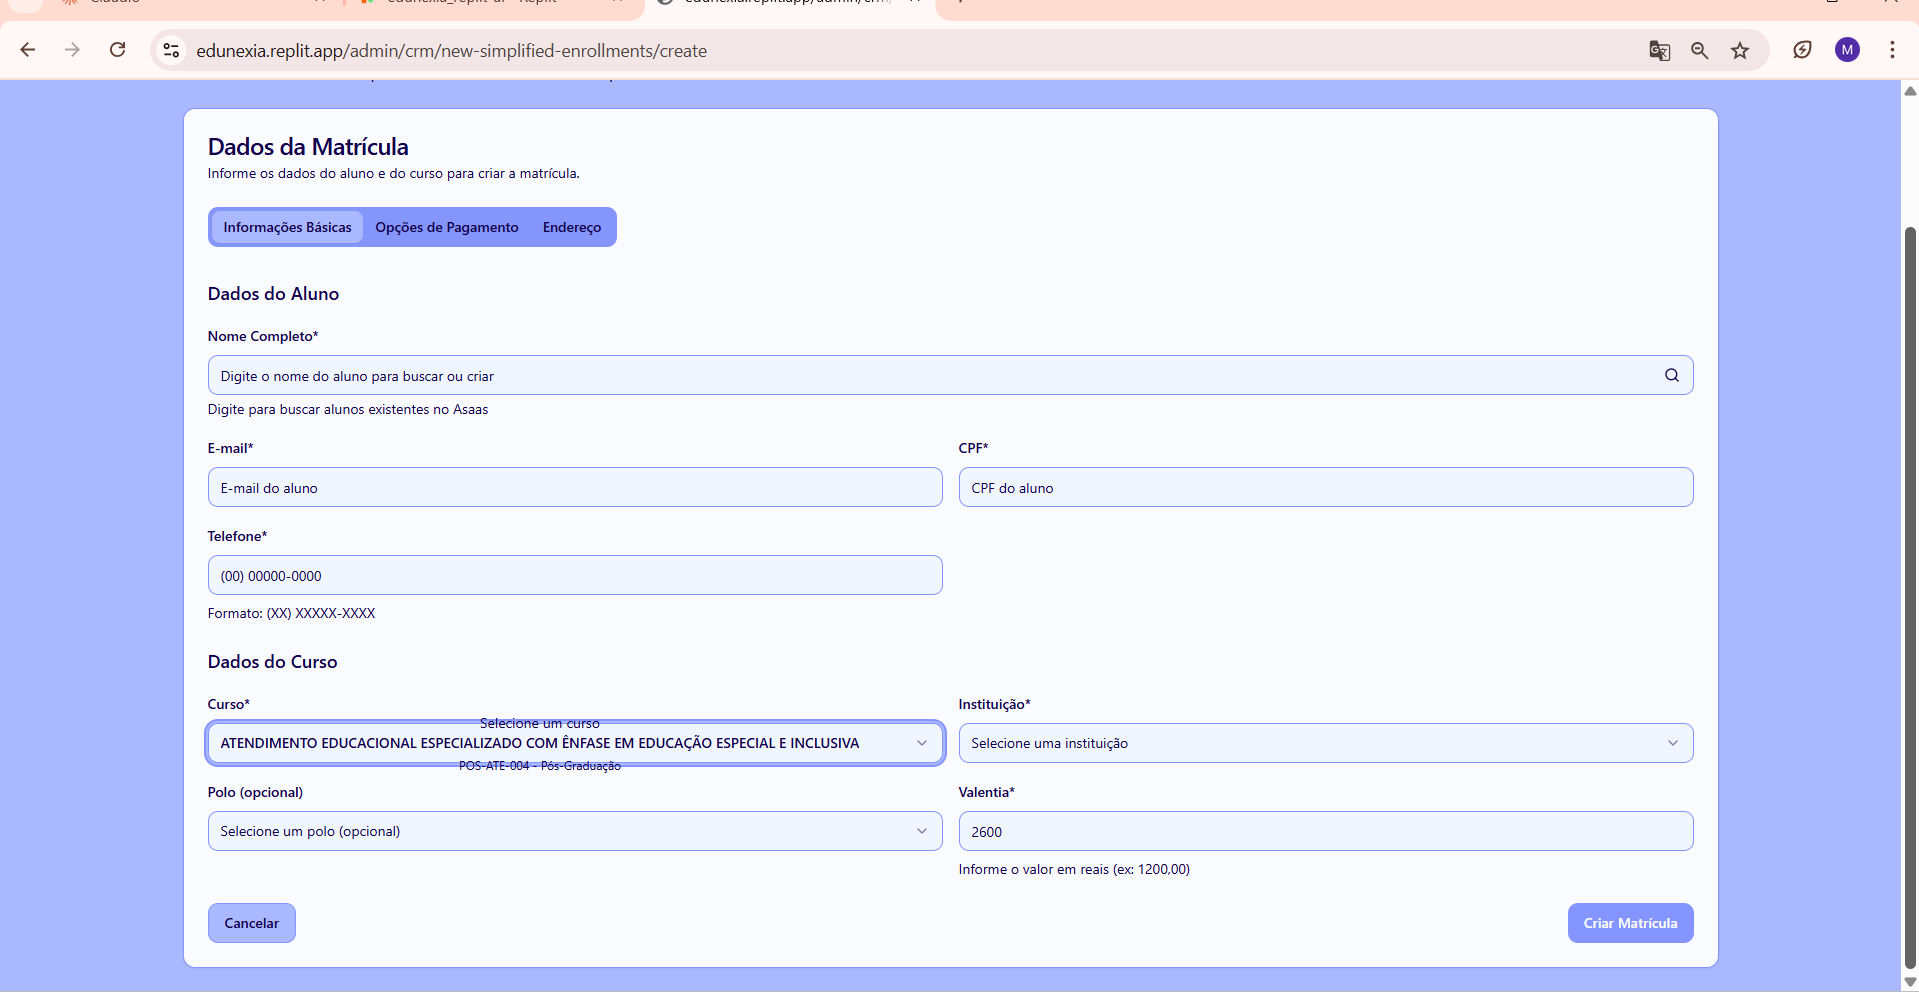 edunexia.replit.app/admin/crm/new-simplified-enrollments/create
M
Dados da Matrícula
Informe os dados do aluno e do curso para criar a matrícula.
Informações Básicas Opções de Pagamento Endereço
Dados do Aluno
Nome Completo*
Digite o nome do aluno para buscar ou criar
Digite para buscar alunos existentes no Asaas
E-mail* CPF*
E-mail do aluno CPF do aluno
Telefone*
(00) 00000-0000
Formato: (XX) XXXXX-XXXX
Dados do Curso
Curso* Instituição*
Selecione um curso
ATENDIMENTO EDUCACIONAL ESPECIALIZADO COM ÊNFASE EM EDUCAÇÃO ESPECIAL E INCLUSIVA Selecione uma instituição
POS-ATE-004 - Pós-Graduação
Polo (opcional) Valentia*
Selecione um polo (opcional) 2600
Informe o valor em reais (ex: 1200,00)
Cancelar Criar Matrícula